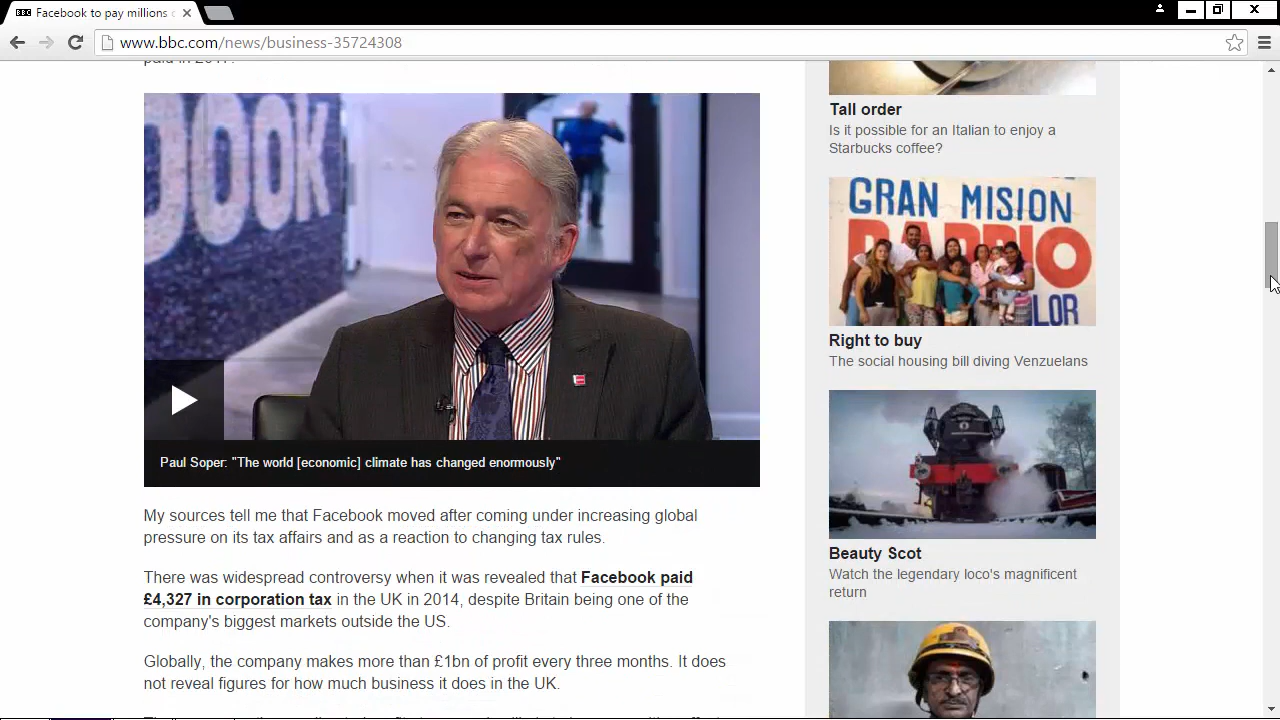 Facebook to pay millions
www.bbc.com/news/business-35724308
paid in 2017.
OOK
Paul Soper: "The world [economic] climate has changed enormously"
My sources tell me that Facebook moved after coming under increasing global
pressure on its tax affairs and as a reaction to changing tax rules.
There was widespread controversy when it was revealed that Facebook paid
£4,327 in corporation tax in the UK in 2014, despite Britain being one of the
company's biggest markets outside the US.
Globally, the company makes more than £1bn of profit every three months. It does
not reveal figures for how much business it does in the UK.
Tall order
Is it possible for an Italian to enjoy a
Starbucks coffee?
GRAN MISION
BARRIO
LOR
Right to buy
The social housing bill diving Venzuelans
Beauty Scot
Watch the legendary loco's magnificent
return